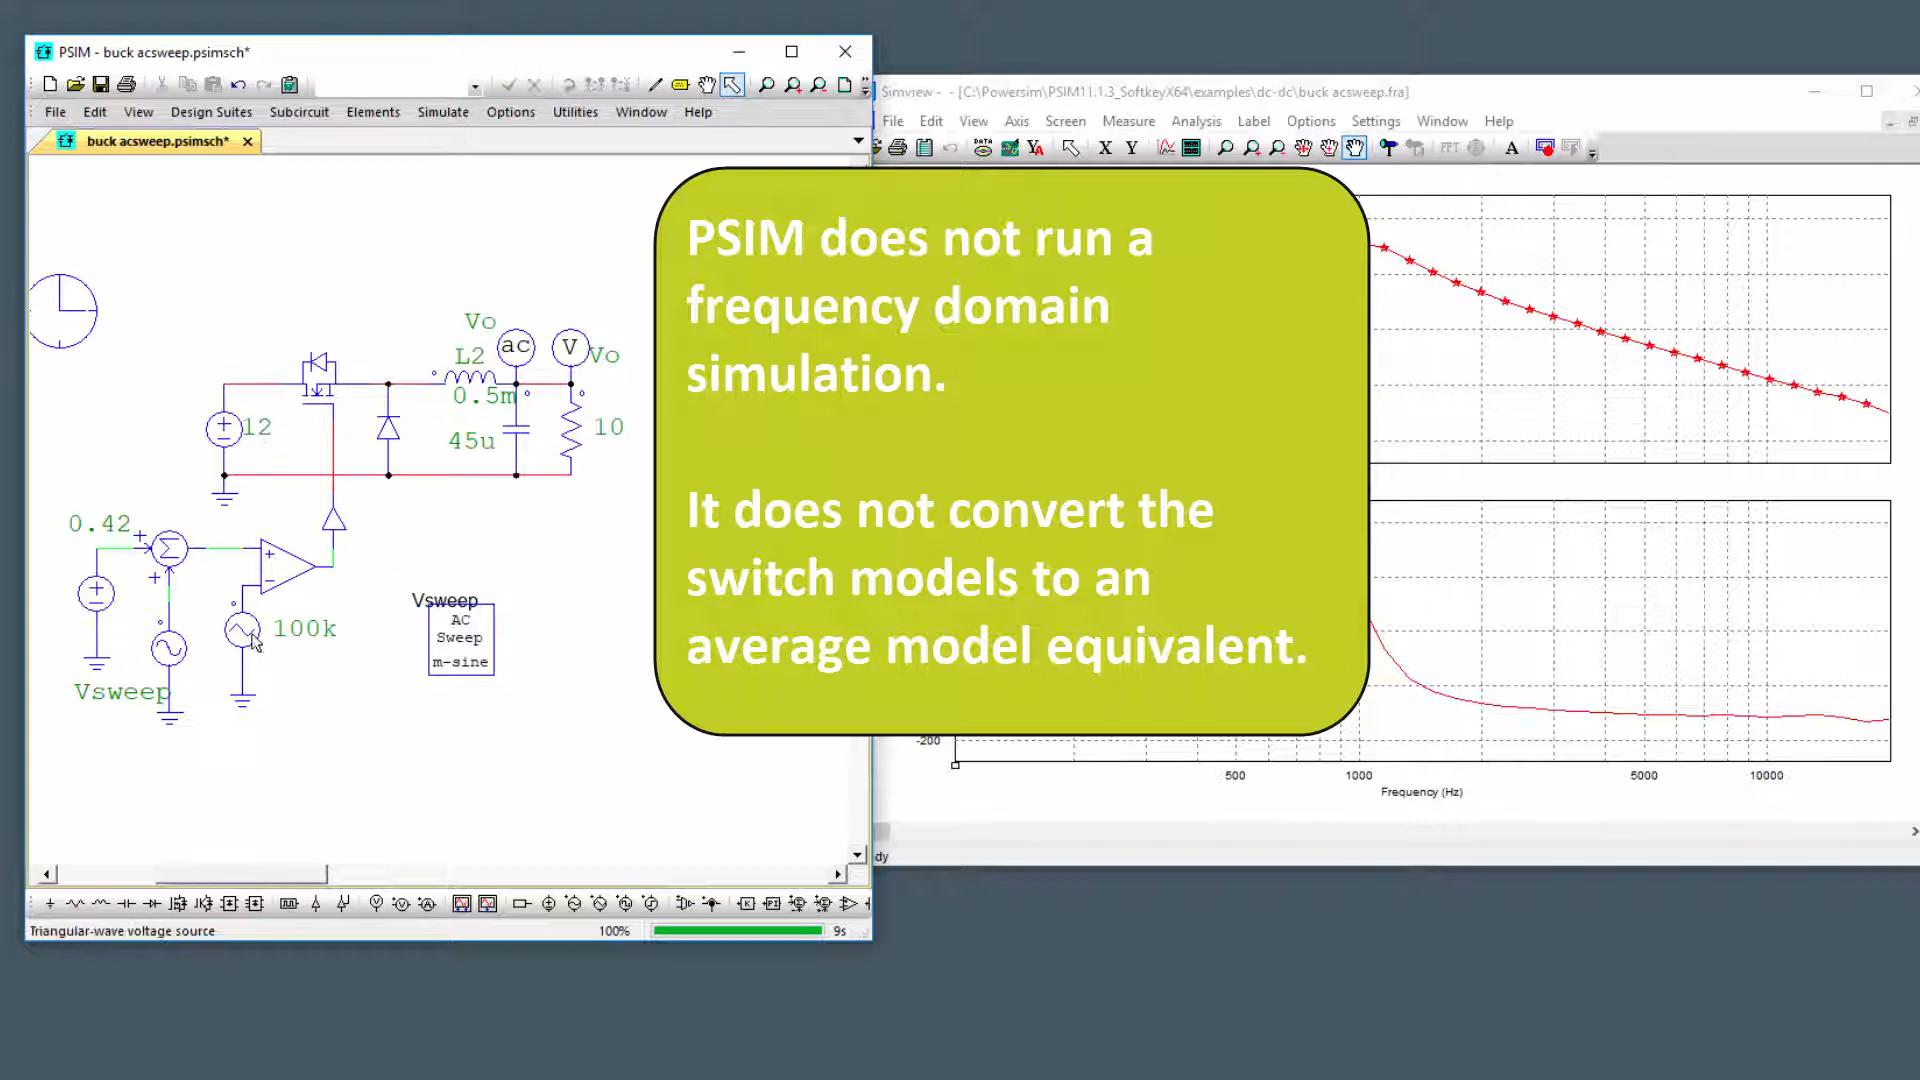 PSIM - buck acsweep.psimsch*
File Edit View Design Suites Subcircuit Elements Simulate Options Utilities Window Help
buck acsweep.psimsch*
Simview - - [C:\Powersim\PSIM11.1.3_SoftkeyX64\examples\dc-dc\buck acsweep.fra]
File Edit View Axis Screen Measure Analysis Label Options Settings Window Help
DATA YA X Y FFT A
PSIM does not run a
frequency domain
simulation.
It does not convert the
switch models to an
average model equivalent.
Vo
ac V Vo
L2
0.5m
12
45u
10
0.42
Σ
100k
Vsweep
Vsweep
AC
Sweep
m-sine
-200
500 1000 5000 10000
Frequency (Hz)
dy
K PI
Triangular-wave voltage source 100% 9s